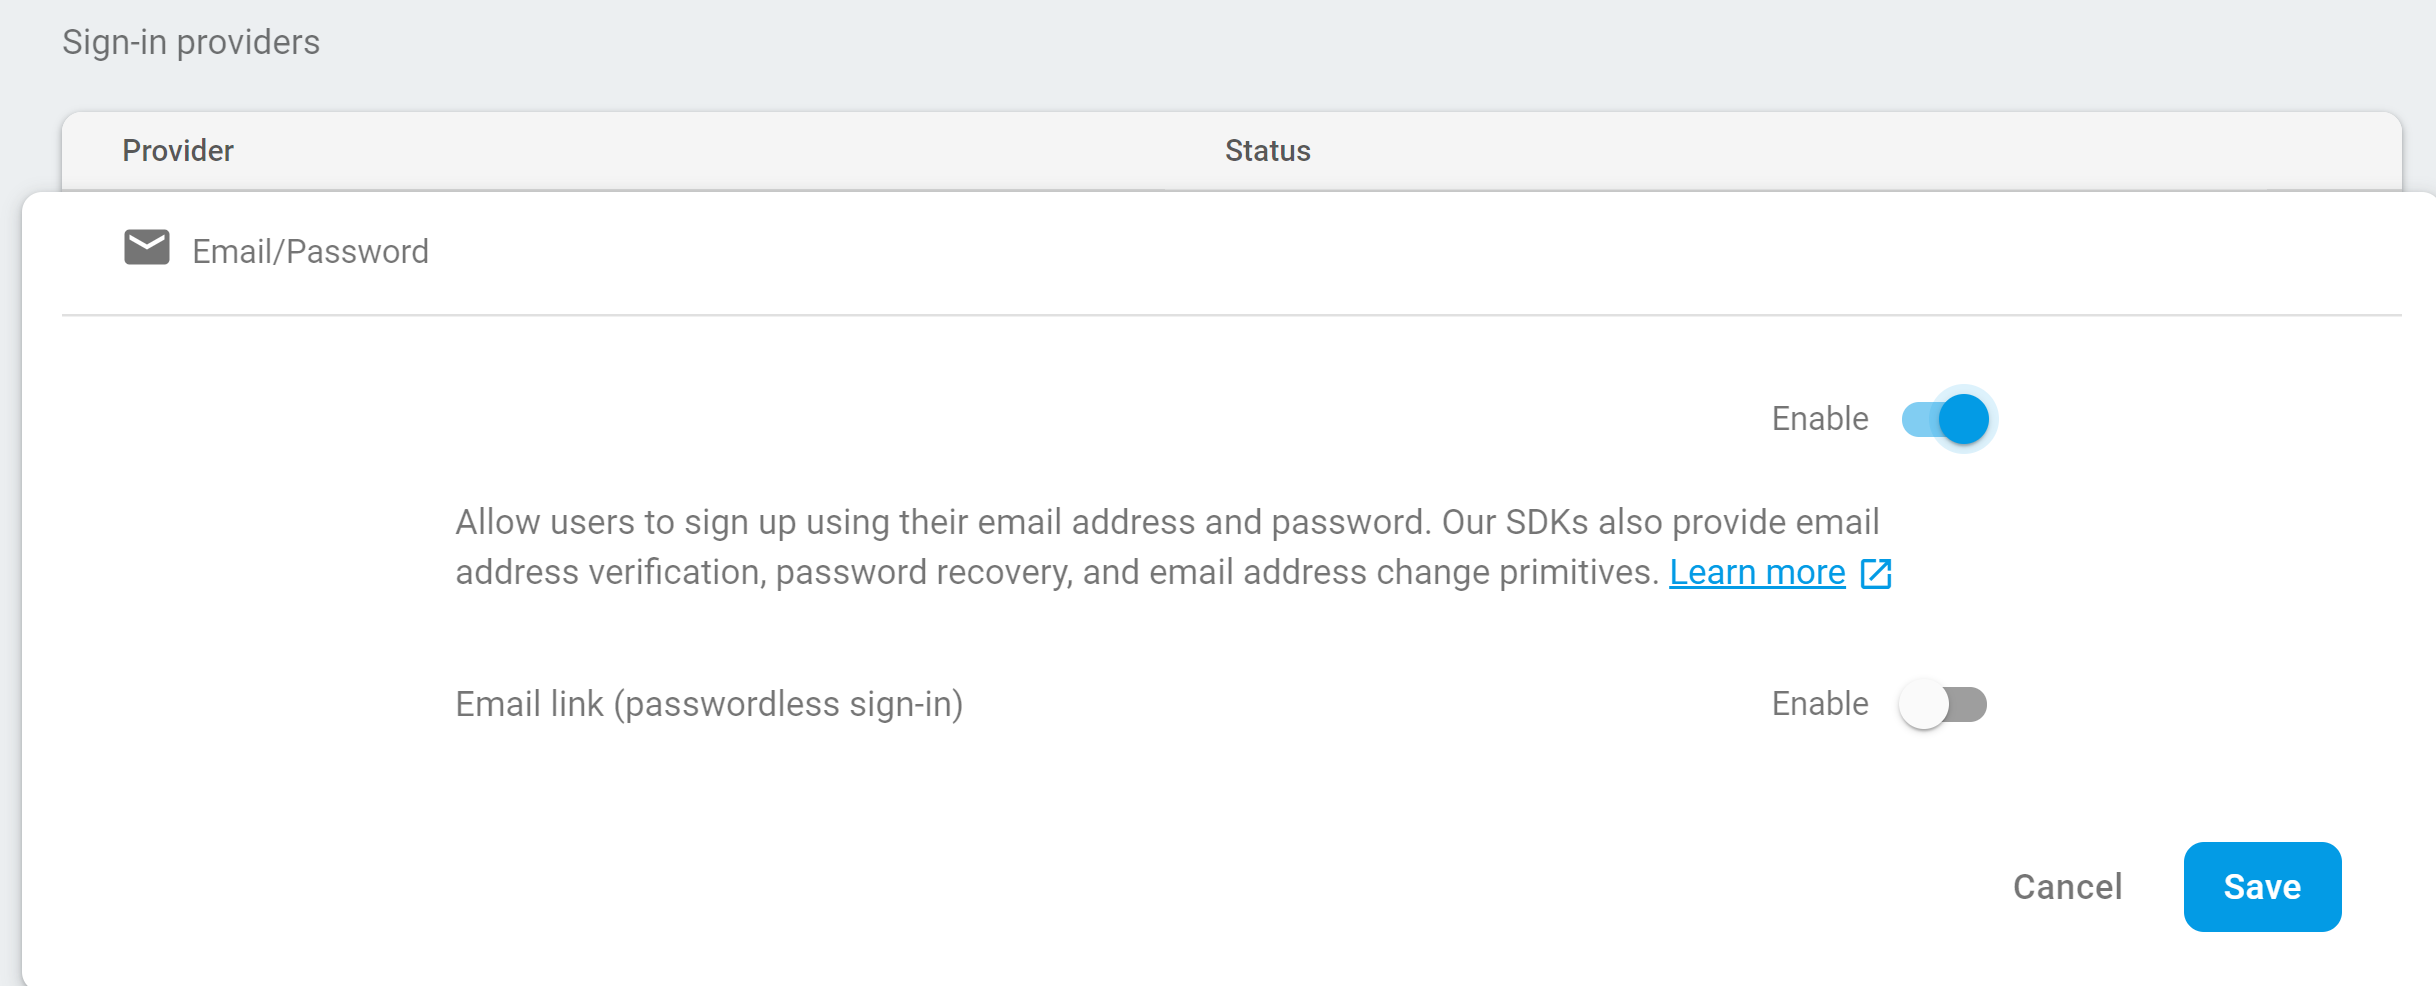 Sign-in providers
Provider
Status
Email/Password
Enable
Allow users to sign up using their email address and password. Our SDKs also provide email
address verification, password recovery, and email address change primitives. Learn more
Email link (passwordless sign-in)
Enable
Cancel
Save